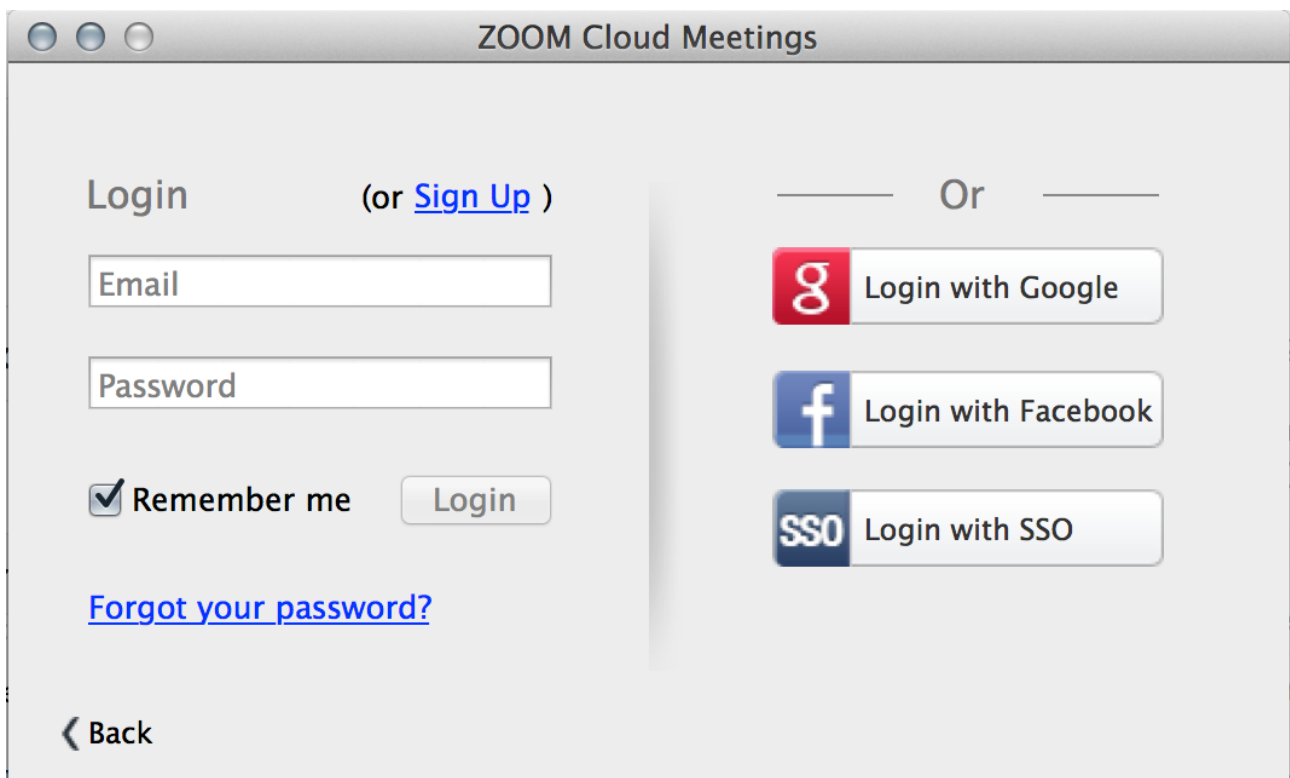 ZOOM Cloud Meetings
Login (or Sign Up )
Email
Password
Remember me Login
Forgot your password?
Back
Or
g Login with Google
f Login with Facebook
SSO Login with SSO